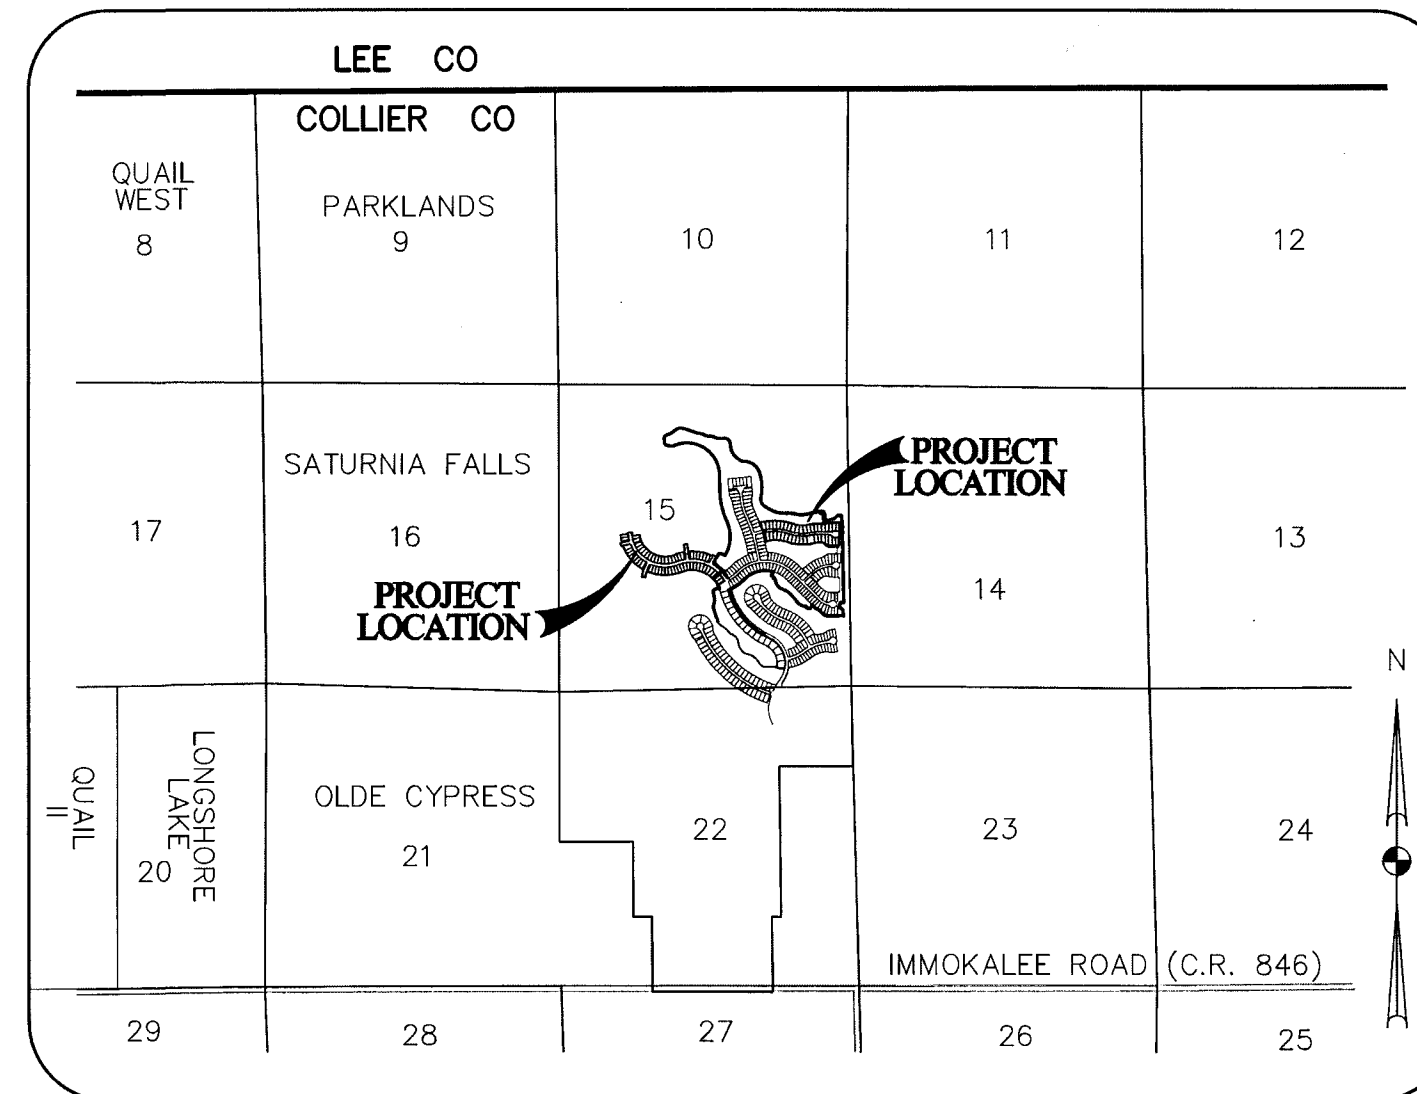 LEE CO
COLLIER CO
QUAIL
WEST
8
PARKLANDS
9
10
11
12
17
SATURNIA FALLS
16
15
PROJECT
LOCATION
PROJECT
LOCATION
14
13
N
QUAIL
II
LONGSHORE
LAKE
20
OLDE CYPRESS
21
22
23
24
IMMOKALEE ROAD (C.R. 846)
29
28
27
26
25